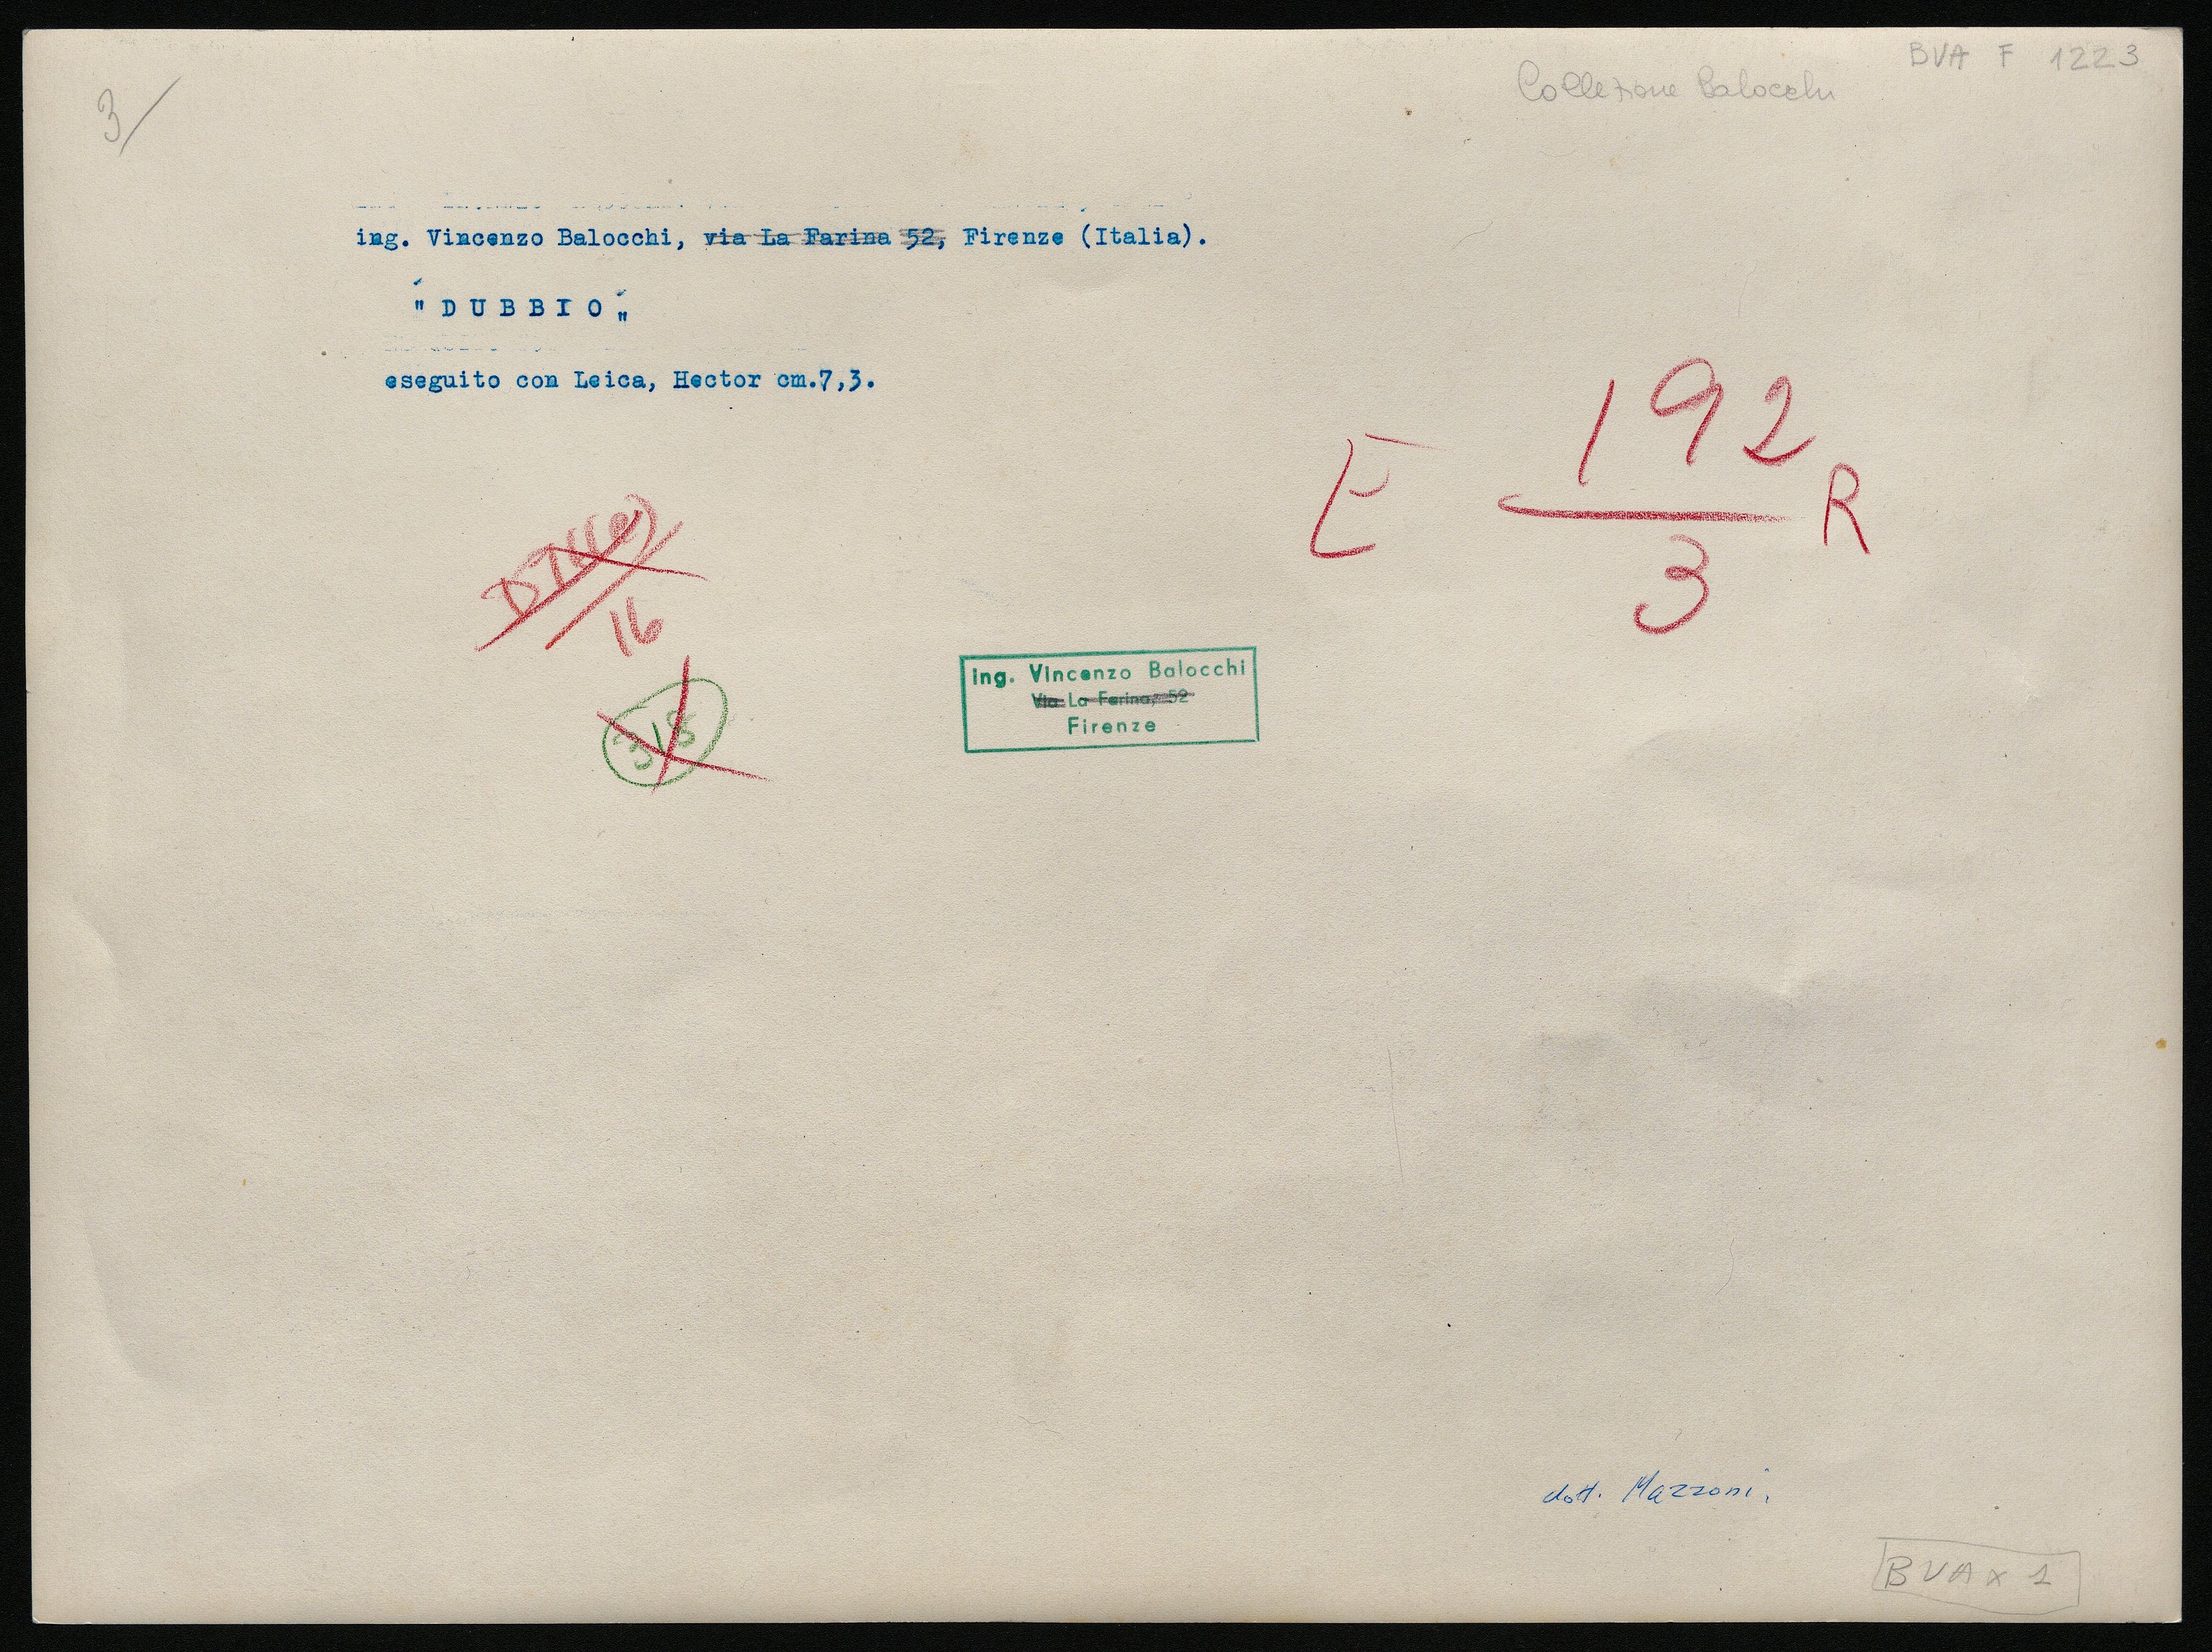 BVA F 1223
Collezione Balocchi
3/
ing. Vincenzo Balocchi, via La Farina 52, Firenze (Italia).
"DUBBIO"
eseguito con Leica, Hector cm.7,3.
E 192/3 R
16
318
ing. Vincenzo Balocchi
Via La Farina, 52
Firenze
dott. Mazzoni.
BVA x 1